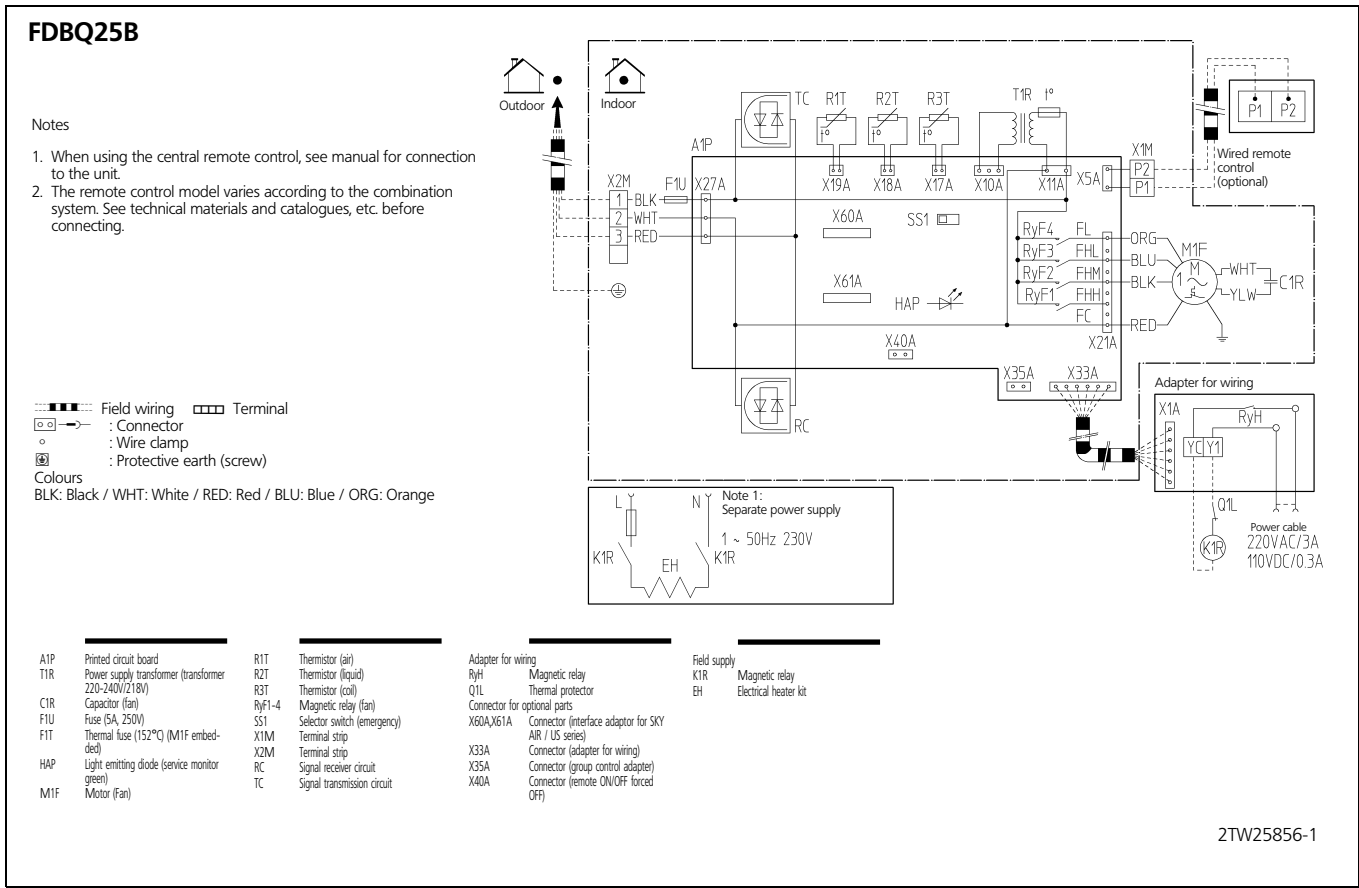 FDBQ25B
Notes
1. When using the central remote control, see manual for connection
to the unit.
2. The remote control model varies according to the combination
system. See technical materials and catalogues, etc. before
connecting.
Outdoor
Indoor
TC
R1T
R2T
R3T
T1R
t°
t°
t°
t°
P1
P2
Wired remote
control
(optional)
A1P
X2M
F1U
X27A
X19A
X18A
X17A
X10A
X11A
X5A
X1M
P2
P1
1
BLK
2
WHT
3
RED
X60A
SS1
X61A
HAP
X40A
RyF4
FL
RyF3
FHL
RyF2
FHM
RyF1
FHH
FC
X21A
ORG
BLU
BLK
RED
M1F
M
1
WHT
YLW
C1R
X35A
X33A
RC
Adapter for wiring
X1A
RyH
YC
Y1
Q1L
K1R
Power cable
220VAC/3A
110VDC/0.3A
Field wiring
Terminal
: Connector
: Wire clamp
: Protective earth (screw)
Colours
BLK: Black / WHT: White / RED: Red / BLU: Blue / ORG: Orange
L
N
Note 1:
Separate power supply
1 ~ 50Hz 230V
K1R
EH
K1R
A1P Printed circuit board
T1R Power supply transformer (transformer
220-240V/218V)
C1R Capacitor (fan)
F1U Fuse (5A, 250V)
F1T Thermal fuse (152°C) (M1F embed-
ded)
HAP Light emitting diode (service monitor
green)
M1F Motor (Fan)
R1T Thermistor (air)
R2T Thermistor (liquid)
R3T Thermistor (coil)
RyF1-4 Magnetic relay (fan)
SS1 Selector switch (emergency)
X1M Terminal strip
X2M Terminal strip
RC Signal receiver circuit
TC Signal transmission circuit
Adapter for wiring
RyH Magnetic relay
Q1L Thermal protector
Connector for optional parts
X60A,X61A Connector (interface adaptor for SKY
AIR / US series)
X33A Connector (adapter for wiring)
X35A Connector (group control adapter)
X40A Connector (remote ON/OFF forced
OFF)
Field supply
K1R Magnetic relay
EH Electrical heater kit
2TW25856-1